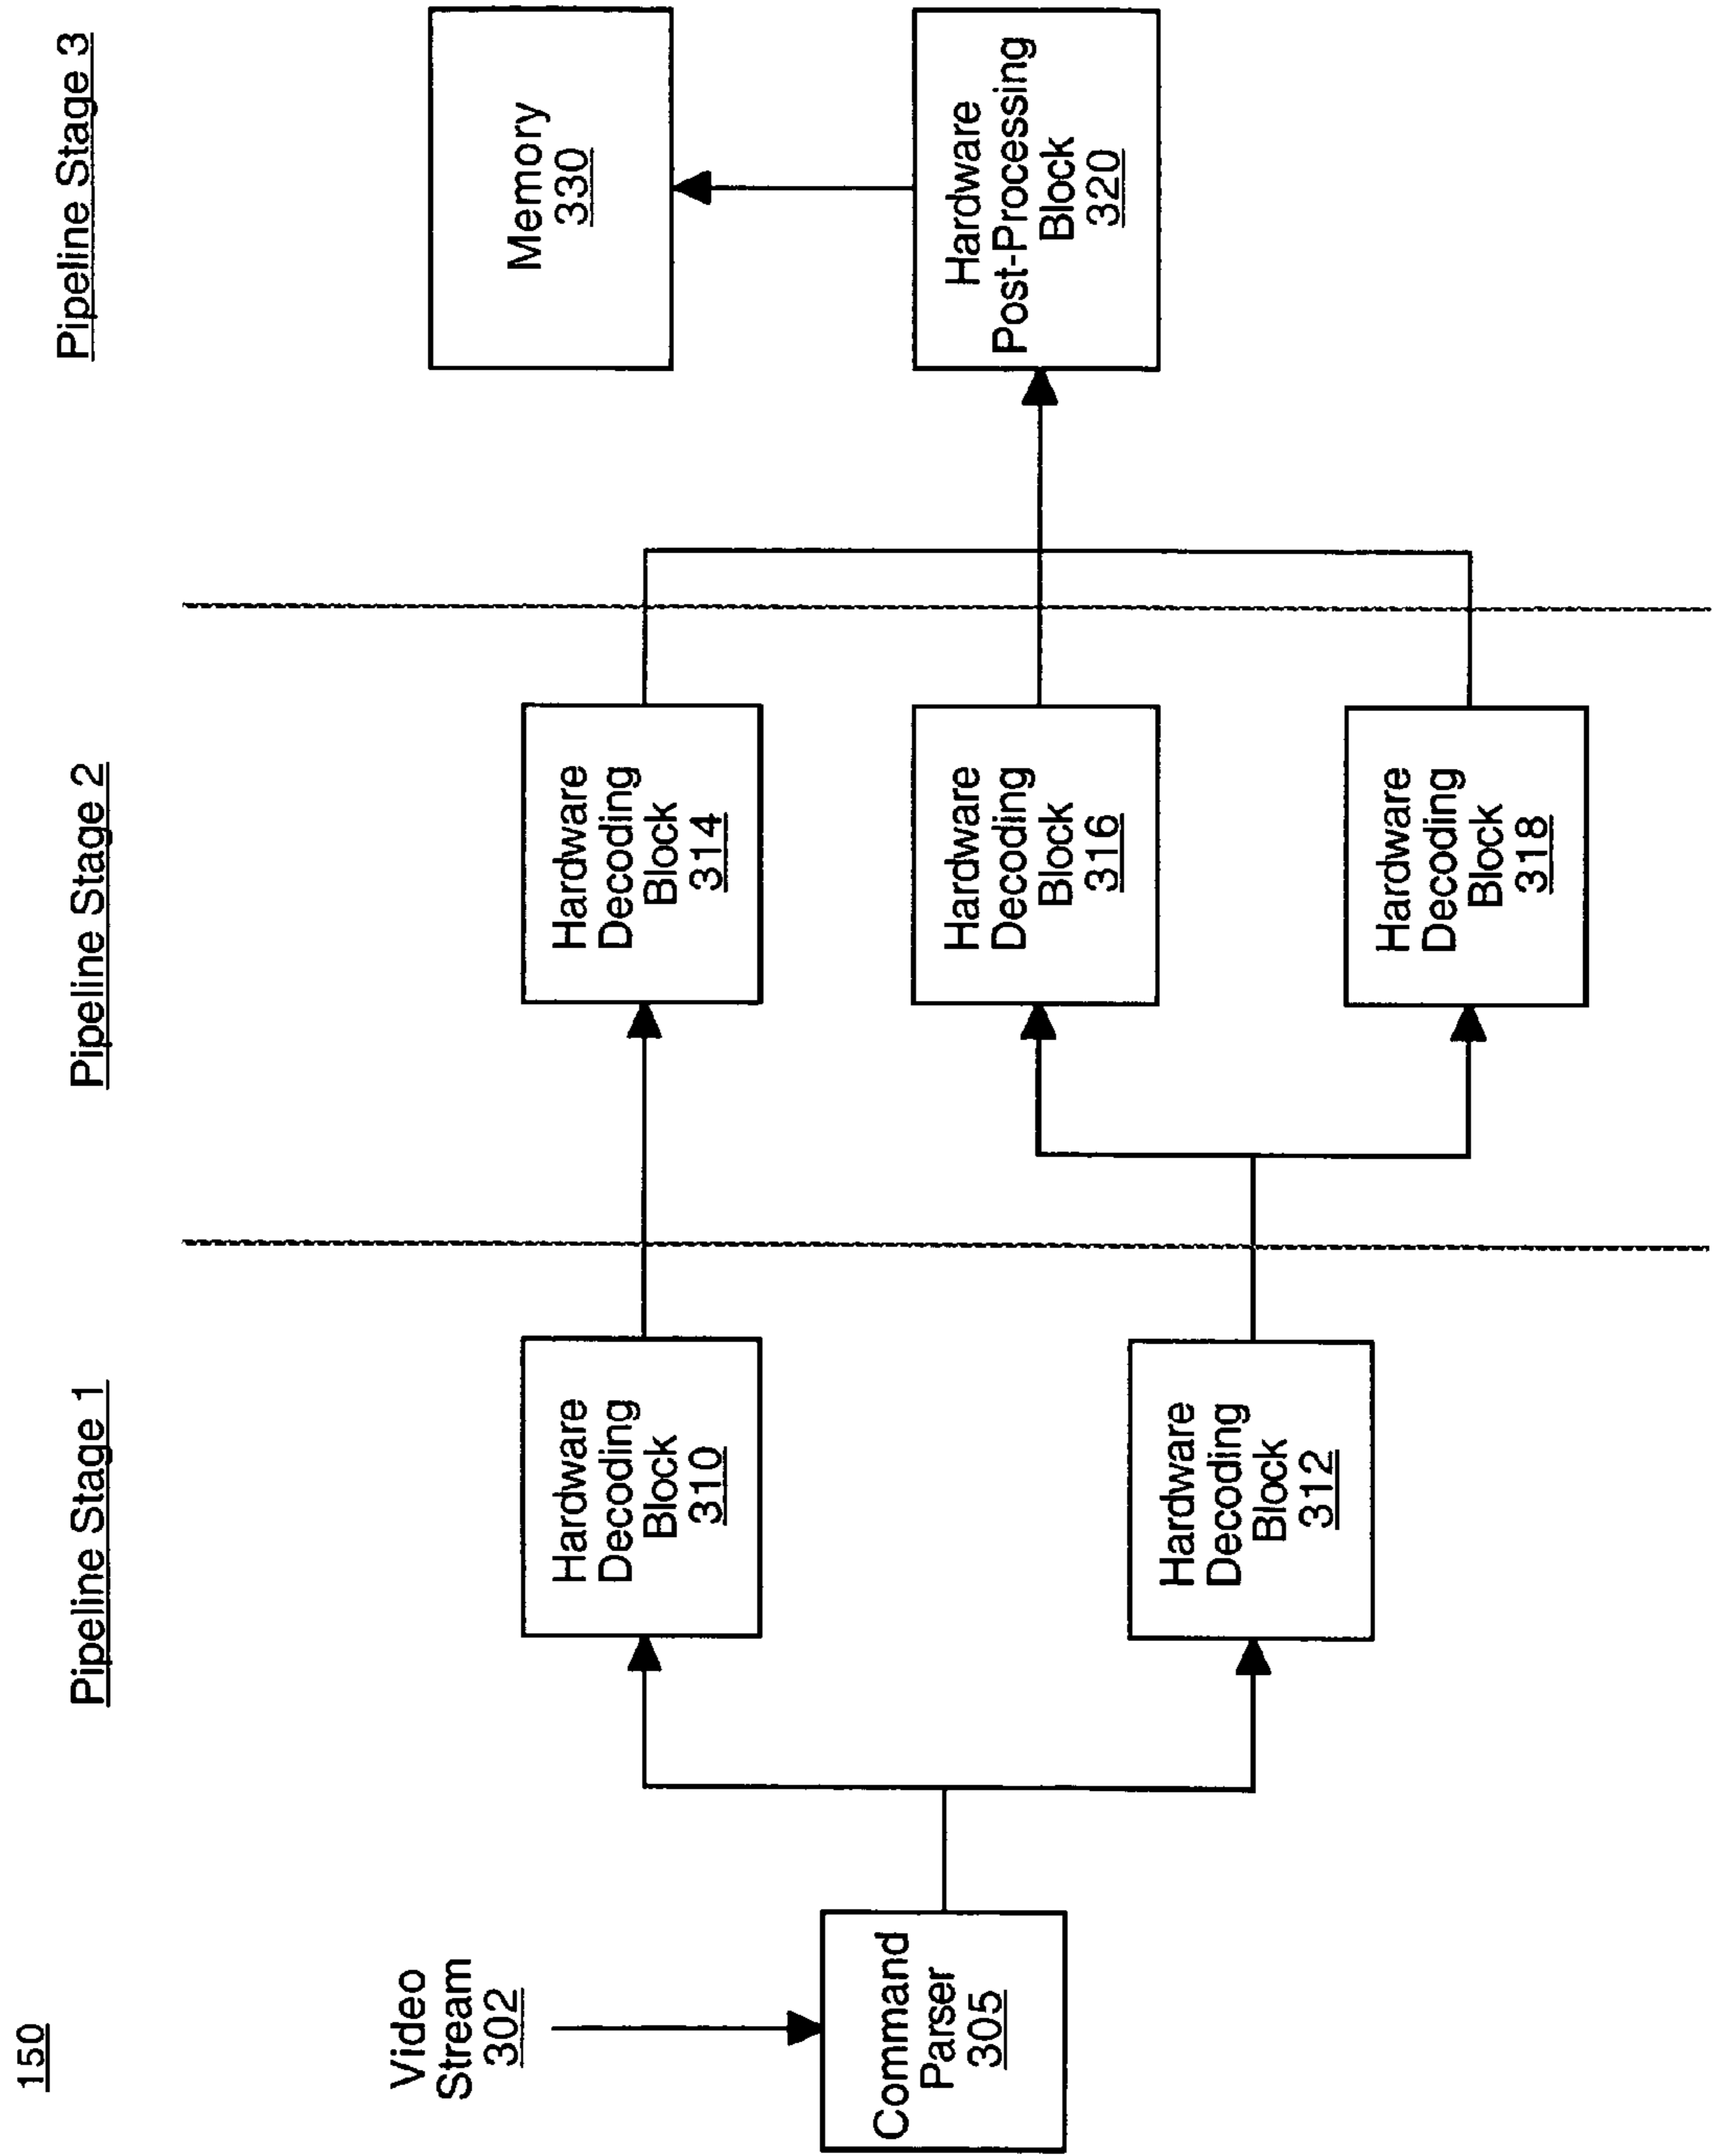 150
Pipeline Stage 1
Pipeline Stage 2
Pipeline Stage 3
Video
Stream
302
Command
Parser
305
Hardware
Decoding
Block
310
Hardware
Decoding
Block
312
Hardware
Decoding
Block
314
Hardware
Decoding
Block
316
Hardware
Decoding
Block
318
Memory
330
Hardware
Post-Processing
Block
320